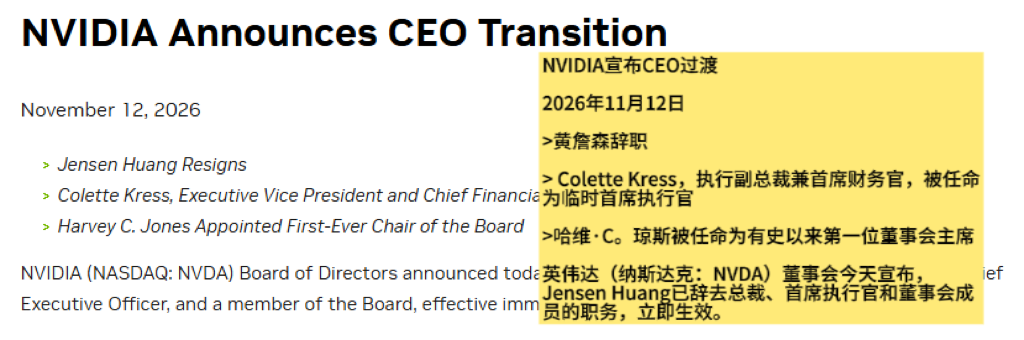 NVIDIA Announces CEO Transition
November 12, 2026
> Jensen Huang Resigns
> Colette Kress, Executive Vice President and Chief Financia
> Harvey C. Jones Appointed First-Ever Chair of the Board
NVIDIA (NASDAQ: NVDA) Board of Directors announced toda
ief
Executive Officer, and a member of the Board, effective imm
NVIDIA宣布CEO过渡
2026年11月12日
>黄詹森辞职
> Colette Kress，执行副总裁兼首席财务官，被任命
为临时首席执行官
>哈维·C。琼斯被任命为有史以来第一位董事会主席
英伟达（纳斯达克：NVDA）董事会今天宣布，
Jensen Huang已辞去总裁、首席执行官和董事会成
员的职务，立即生效。